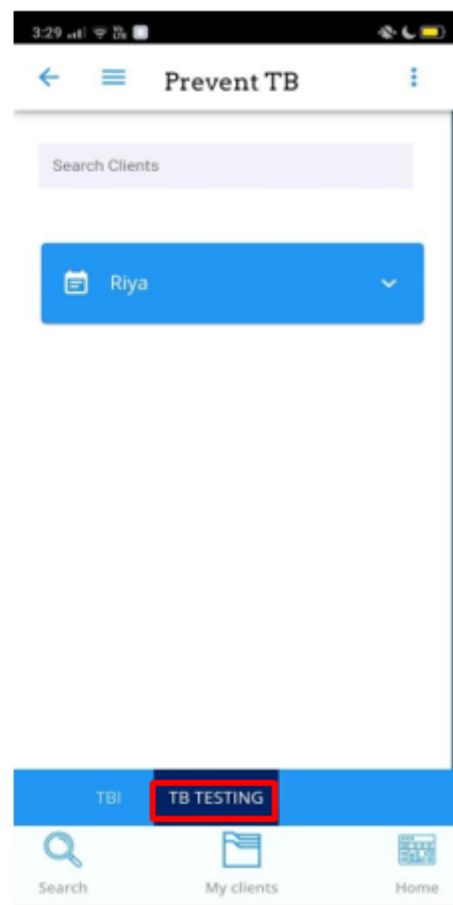 3:29
Prevent TB
Search Clients
Riya
TBI TB TESTING
Search My clients Home